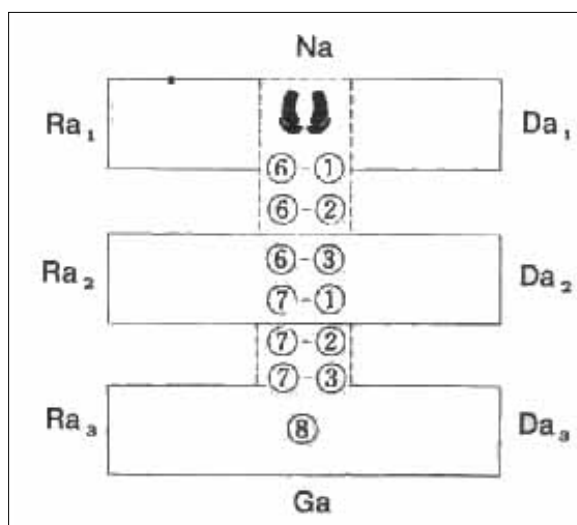 Na
Ra₁ Da₁
⑥-①
⑥-②
Ra₂ ⑥-③ Da₂
⑦-①
⑦-②
⑦-③
Ra₃ ⑧ Da₃
Ga